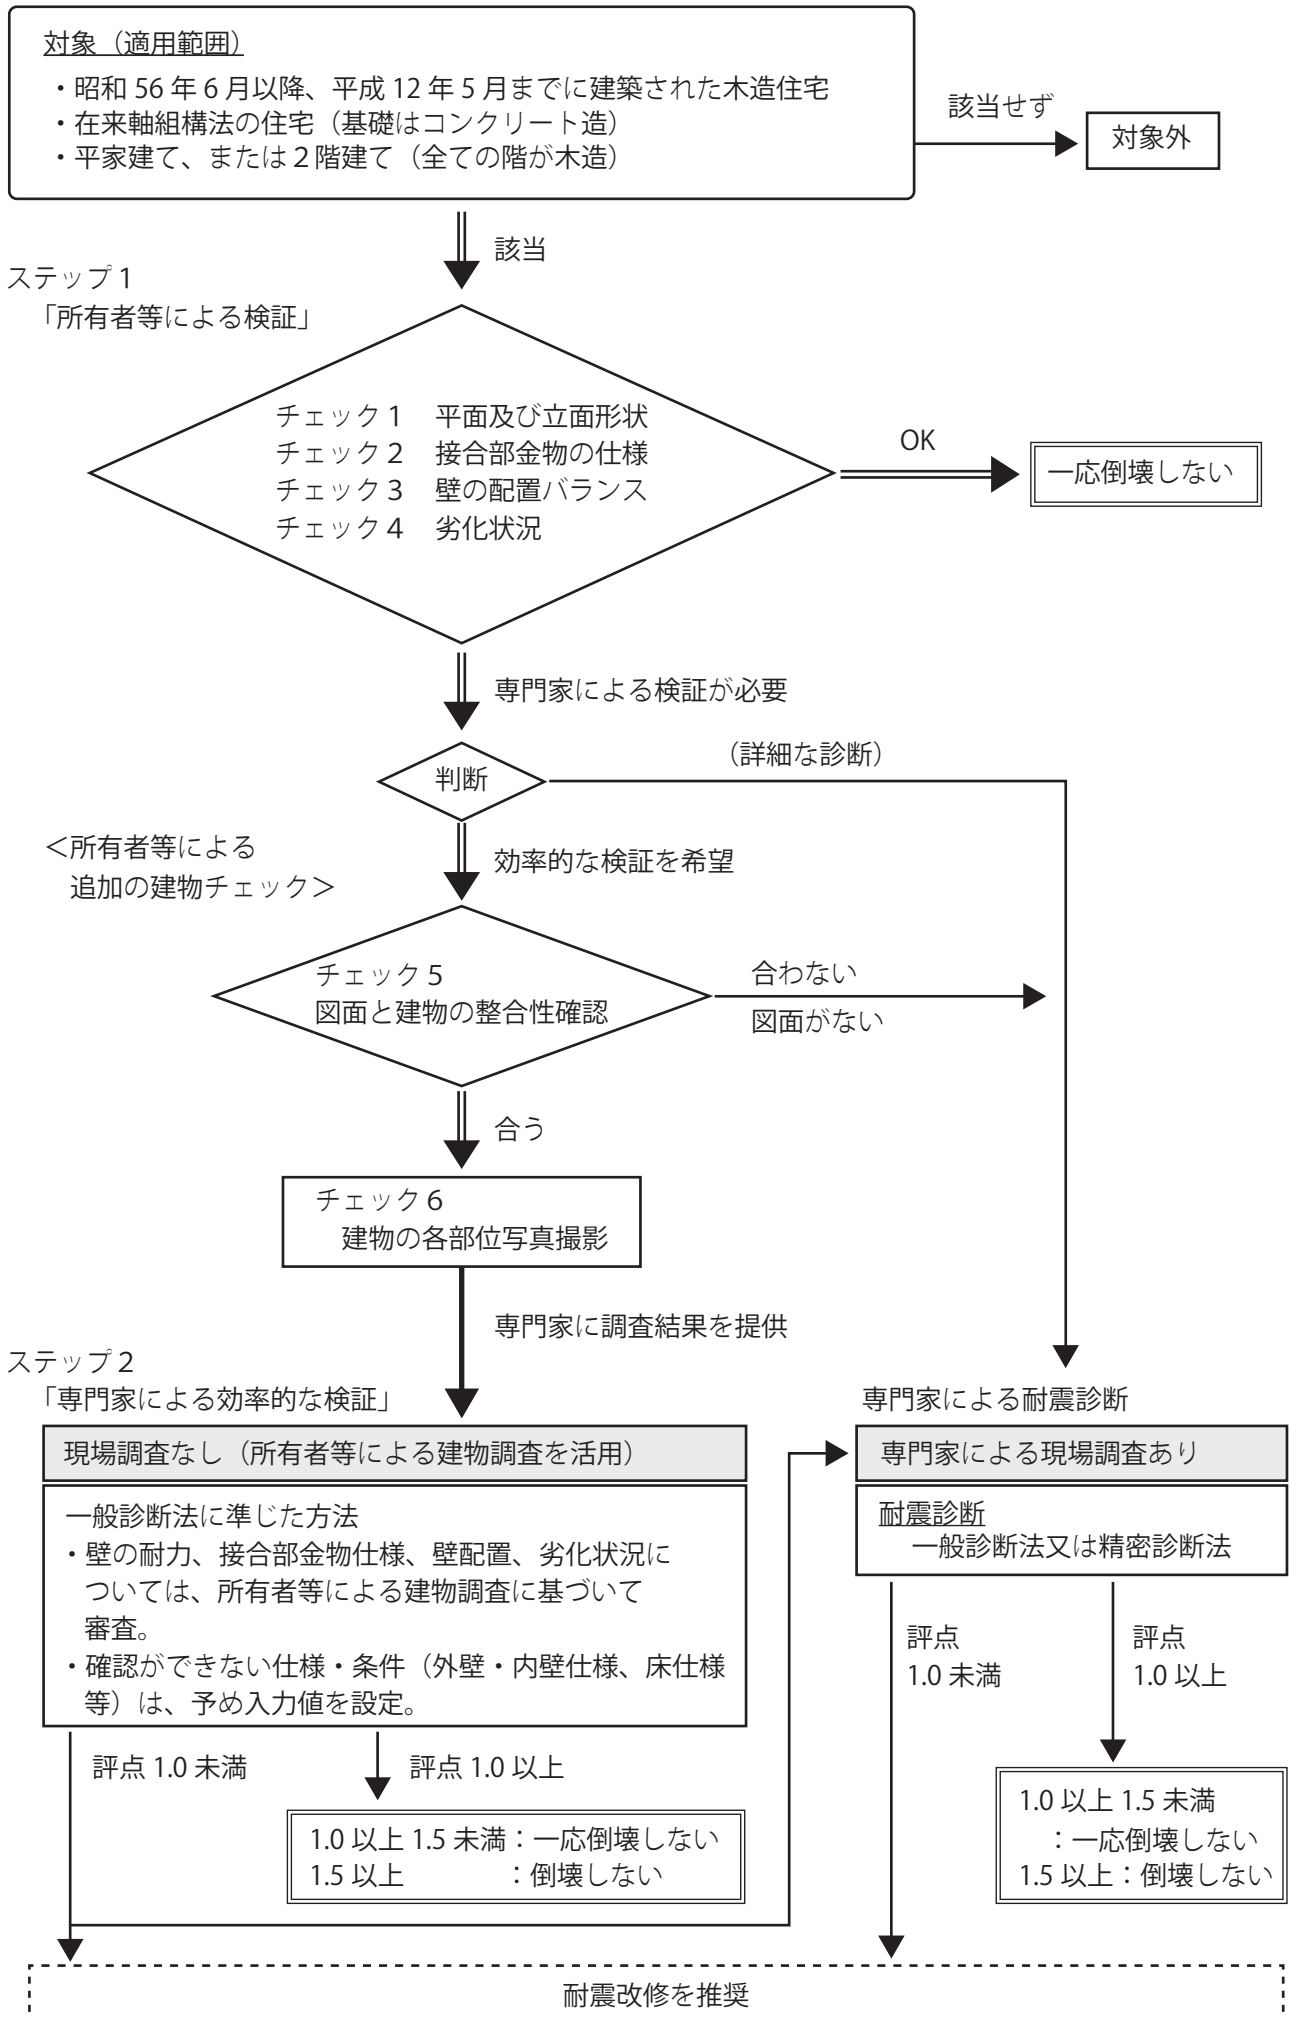 対象（適用範囲）
・昭和 56 年 6 月以降、平成 12 年 5 月までに建築された木造住宅
・在来軸組構法の住宅（基礎はコンクリート造）
・平家建て、または２階建て（全ての階が木造）
該当せず
対象外
該当
ステップ１
「所有者等による検証」
チェック１　平面及び立面形状
チェック２　接合部金物の仕様
チェック３　壁の配置バランス
チェック４　劣化状況
OK
一応倒壊しない
専門家による検証が必要
判断
（詳細な診断）
＜所有者等による
追加の建物チェック＞
効率的な検証を希望
チェック５
図面と建物の整合性確認
合わない
図面がない
合う
チェック６
建物の各部位写真撮影
専門家に調査結果を提供
ステップ２
「専門家による効率的な検証」
現場調査なし（所有者等による建物調査を活用）
一般診断法に準じた方法
・壁の耐力、接合部金物仕様、壁配置、劣化状況に
ついては、所有者等による建物調査に基づいて
審査。
・確認ができない仕様・条件（外壁・内壁仕様、床仕様
等）は、予め入力値を設定。
専門家による耐震診断
専門家による現場調査あり
耐震診断
一般診断法又は精密診断法
評点
1.0 未満
評点
1.0 以上
評点 1.0 未満
評点 1.0 以上
1.0 以上 1.5 未満：一応倒壊しない
1.5 以上　　　　：倒壊しない
1.0 以上 1.5 未満
：一応倒壊しない
1.5 以上：倒壊しない
耐震改修を推奨